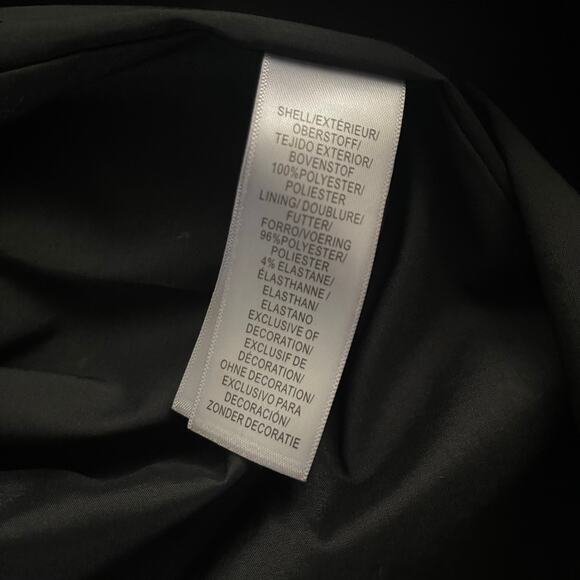 SHELL/EXTÉRIEUR/
OBERSTOFF/
TEJIDO EXTERIOR/
BOVENSTOF
100%POLYESTER/
POLIESTER
LINING/ DOUBLURE/
FUTTER/
FORRO/VOERING
96%POLYESTER/
POLIESTER
4% ELASTANE/
ÉLASTHANNE/
ELASTHAN/
ELASTANO
EXCLUSIVE OF
DECORATION/
EXCLUSIF DE
DÉCORATION/
OHNE DECORATION/
EXCLUSIVO PARA
DECORACIÓN/
ZONDER DECORATIE